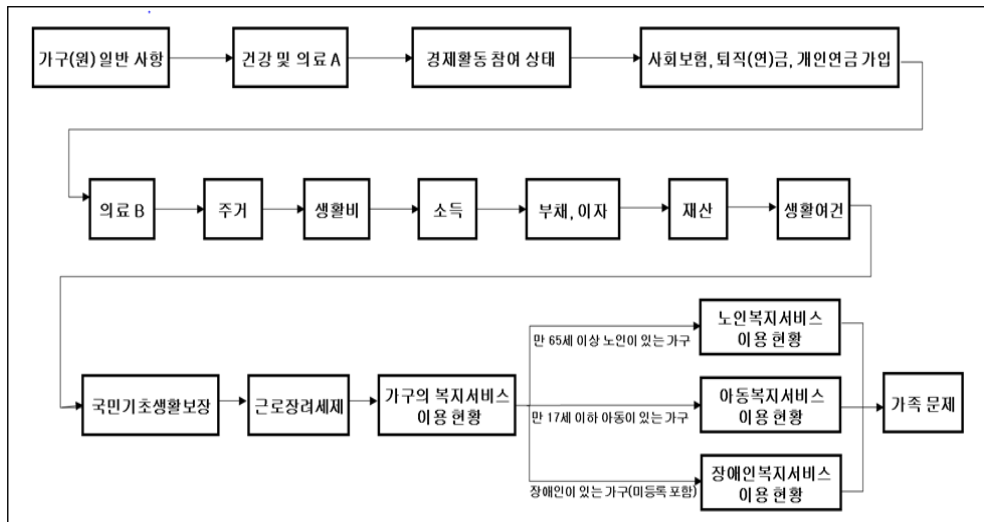 가구(원) 일반 사항
건강 및 의료 A
경제활동 참여 상태
사회보험, 퇴직(연)금, 개인연금 가입
의료 B
주거
생활비
소득
부채, 이자
재산
생활여건
국민기초생활보장
근로장려세제
가구의 복지서비스
이용 현황
만 65세 이상 노인이 있는 가구
노인복지서비스
이용 현황
만 17세 이하 아동이 있는 가구
아동복지서비스
이용 현황
장애인이 있는 가구(미등록 포함)
장애인복지서비스
이용 현황
가족 문제